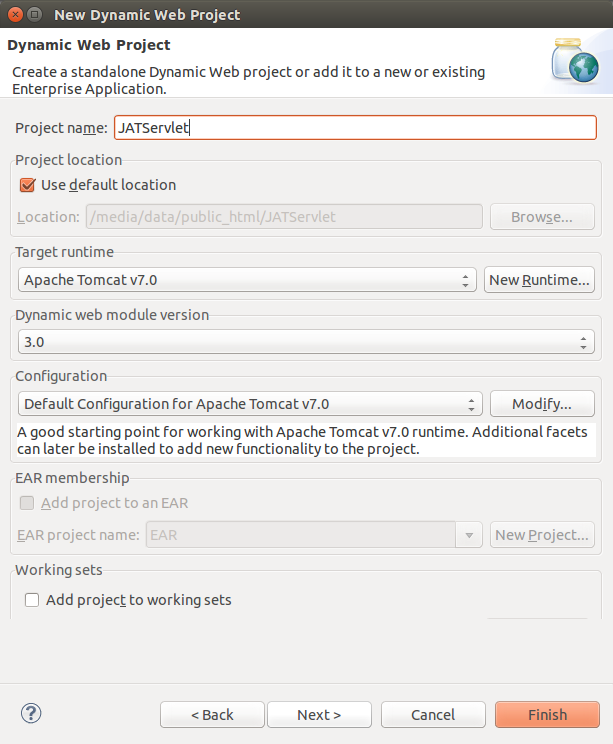 New Dynamic Web Project
Dynamic Web Project
Create a standalone Dynamic Web project or add it to a new or existing
Enterprise Application.
Project name: JATServlet
Project location
Use default location
Location: /media/data/public_html/JATServlet Browse...
Target runtime
Apache Tomcat v7.0 New Runtime...
Dynamic web module version
3.0
Configuration
Default Configuration for Apache Tomcat v7.0 Modify...
A good starting point for working with Apache Tomcat v7.0 runtime. Additional facets
can later be installed to add new functionality to the project.
EAR membership
Add project to an EAR
EAR project name: EAR New Project...
Working sets
Add project to working sets
? < Back Next > Cancel Finish